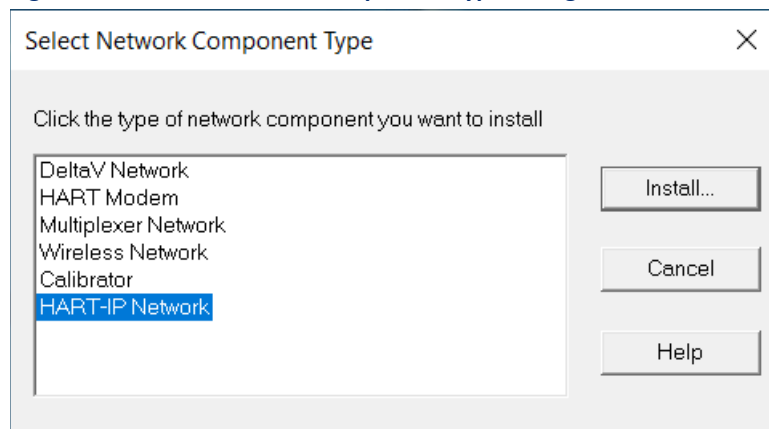 Select Network Component Type
Click the type of network component you want to install
DeltaV Network
HART Modem
Multiplexer Network
Wireless Network
Calibrator
HART-IP Network
Install...
Cancel
Help